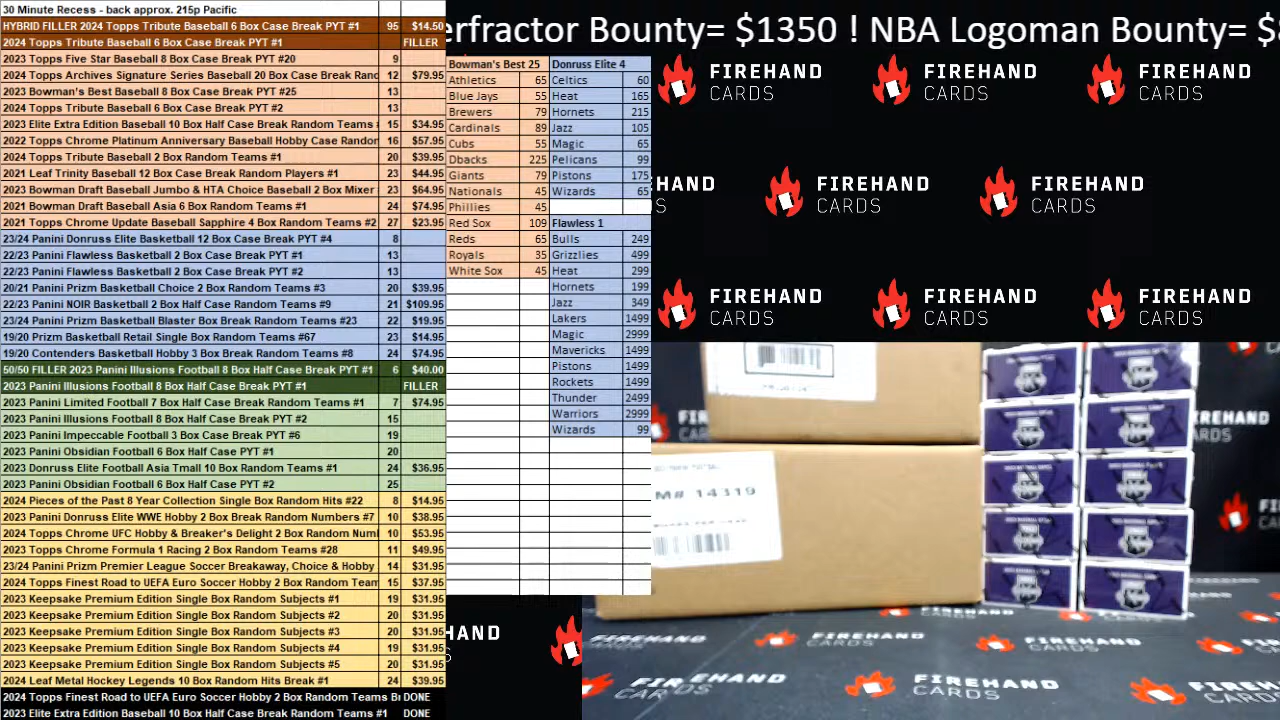 30 Minute Recess - back approx. 215p Pacific
HYBRID FILLER 2024 Topps Tribute Baseball 6 Box Case Break PYT #1 95 $14.50
2024 Topps Tribute Baseball 6 Box Case Break PYT #1 FILLER
2023 Topps Five Star Baseball 8 Box Case Break PYT #20 9
2024 Topps Archives Signature Series Baseball 20 Box Case Break Ranc 12 $79.95
2023 Bowman's Best Baseball 8 Box Case Break PYT #25 13
2024 Topps Tribute Baseball 6 Box Case Break PYT #2 13
2023 Elite Extra Edition Baseball 10 Box Half Case Break Random Teams 15 $34.95
2022 Topps Chrome Platinum Anniversary Baseball Hobby Case Random 16 $57.95
2024 Topps Tribute Baseball 2 Box Random Teams #1 20 $39.95
2021 Leaf Trinity Baseball 12 Box Case Break Random Players #1 23 $44.95
2023 Bowman Draft Baseball Jumbo & HTA Choice Baseball 2 Box Mixer 23 $64.95
2021 Bowman Draft Baseball Asia 6 Box Random Teams #1 24 $74.95
2021 Topps Chrome Update Baseball Sapphire 4 Box Random Teams #2 27 $23.95
23/24 Panini Donruss Elite Basketball 12 Box Case Break PYT #4 8
22/23 Panini Flawless Basketball 2 Box Case Break PYT #1 13
22/23 Panini Flawless Basketball 2 Box Case Break PYT #2 13
20/21 Panini Prizm Basketball Choice 2 Box Random Teams #3 20 $39.95
22/23 Panini NOIR Basketball 2 Box Half Case Random Teams #9 21 $109.95
23/24 Panini Prizm Basketball Blaster Box Break Random Teams #23 22 $19.95
19/20 Prizm Basketball Retail Single Box Random Teams #67 23 $14.95
19/20 Contenders Basketball Hobby 3 Box Break Random Teams #8 24 $74.95
50/50 FILLER 2023 Panini Illusions Football 8 Box Half Case Break PYT #1 6 $40.00
2023 Panini Illusions Football 8 Box Half Case Break PYT #1 FILLER
2023 Panini Limited Football 7 Box Half Case Break Random Teams #1 7 $74.95
2023 Panini Illusions Football 8 Box Half Case Break PYT #2 15
2023 Panini Impeccable Football 3 Box Case Break PYT #6 19
2023 Panini Obsidian Football 6 Box Half Case PYT #1 20
2023 Donruss Elite Football Asia Tmall 10 Box Random Teams #1 24 $36.95
2023 Panini Obsidian Football 6 Box Half Case PYT #2 25
2024 Pieces of the Past 8 Year Collection Single Box Random Hits #22 8 $14.95
2023 Panini Donruss Elite WWE Hobby 2 Box Break Random Numbers #7 10 $38.95
2024 Topps Chrome UFC Hobby & Breaker's Delight 2 Box Random Num 10 $53.95
2023 Topps Chrome Formula 1 Racing 2 Box Random Teams #28 11 $49.95
23/24 Panini Prizm Premier League Soccer Breakaway, Choice & Hobby 14 $31.95
2024 Topps Finest Road to UEFA Euro Soccer Hobby 2 Box Random Team 15 $37.95
2023 Keepsake Premium Edition Single Box Random Subjects #1 19 $31.95
2023 Keepsake Premium Edition Single Box Random Subjects #2 20 $31.95
2023 Keepsake Premium Edition Single Box Random Subjects #3 20 $31.95
2023 Keepsake Premium Edition Single Box Random Subjects #4 19 $31.95
2023 Keepsake Premium Edition Single Box Random Subjects #5 20 $31.95
2024 Leaf Metal Hockey Legends 10 Box Random Hits Break #1 24 $39.95
2024 Topps Finest Road to UEFA Euro Soccer Hobby 2 Box Random Teams B DONE
2023 Elite Extra Edition Baseball 10 Box Half Case Break Random Teams #1 DONE
erfractor Bounty= $1350 ! NBA Logoman Bounty= $
Bowman's Best 25
Athletics 65
Blue Jays 55
Brewers 79
Cardinals 89
Cubs 55
Dbacks 225
Giants 79
Nationals 45
Phillies 45
Red Sox 109
Reds 65
Royals 35
White Sox 45
Donruss Elite 4
Celtics 60
Heat 165
Hornets 215
Jazz 105
Magic 65
Pelicans 99
Pistons 175
Wizards 65
Flawless 1
Bulls 249
Grizzlies 499
Heat 299
Hornets 199
Jazz 349
Lakers 1499
Magic 2999
Mavericks 1499
Pistons 1499
Rockets 1499
Thunder 2499
Warriors 2999
Wizards 99
FIREHAND CARDS
FIREHAND CARDS
FIREHAND CARDS
HAND S
FIREHAND CARDS
FIREHAND CARDS
FIREHAND CARDS
FIREHAND CARDS
FIREHAND CARDS
HAND
M# 14319
FIREHAND
FIREHAND CARDS
FIREHAND CARDS
FIREHAND CARDS